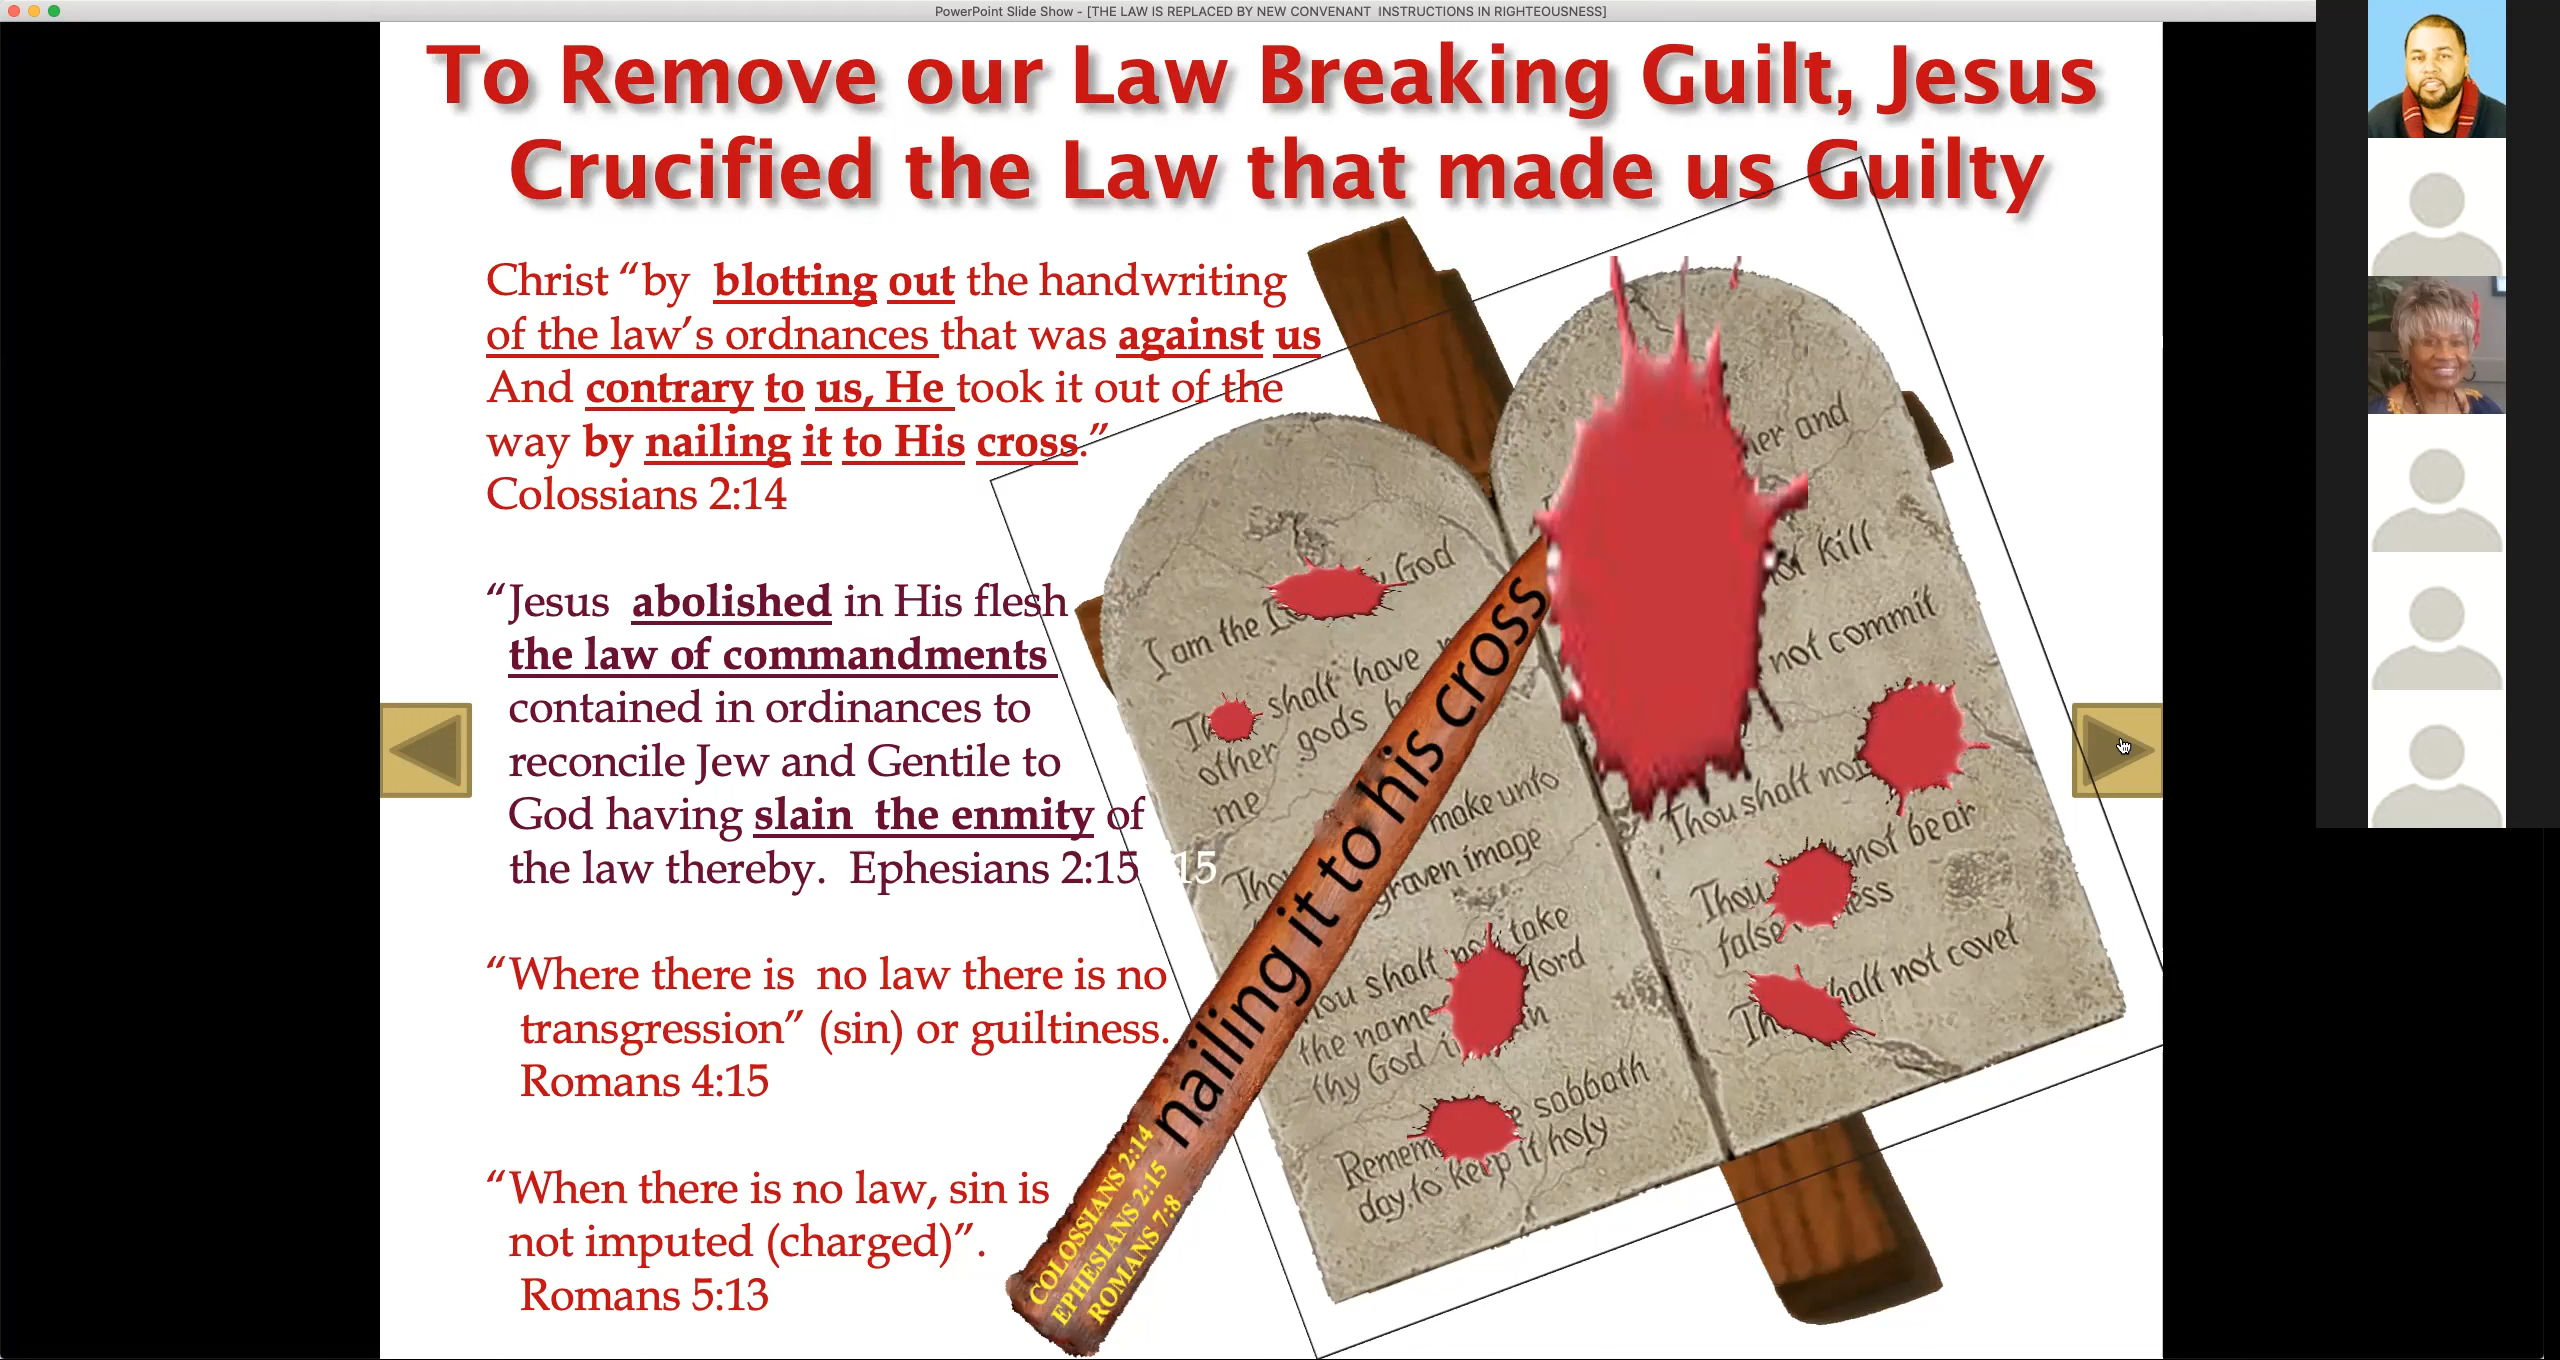 PowerPoint Slide Show - [THE LAW IS REPLACED BY NEW CONVENANT  INSTRUCTIONS IN RIGHTEOUSNESS]
To Remove our Law Breaking Guilt, Jesus
Crucified the Law that made us Guilty
Christ “by  blotting out the handwriting
of the law’s ordnances that was against us
And contrary to us, He took it out of the
way by nailing it to His cross.”
Colossians 2:14
“Jesus  abolished in His flesh
the law of commandments
contained in ordinances to
reconcile Jew and Gentile to
God having slain  the enmity of
the law thereby.  Ephesians 2:15
15
“Where there is  no law there is no
transgression” (sin) or guiltiness.
Romans 4:15
“When there is no law, sin is
not imputed (charged)”.
Romans 5:13
nailing it to his cross
COLOSSIANS 2:14
EPHESIANS 2:15
ROMANS 7:8
I am the God
shalt have
other gods
me
make unto
graven image
shalt take
the name lord
thy God
sabbath
day, to keep it holy
and
kill
not commit
Thou shalt
not bear
false
shalt not covet